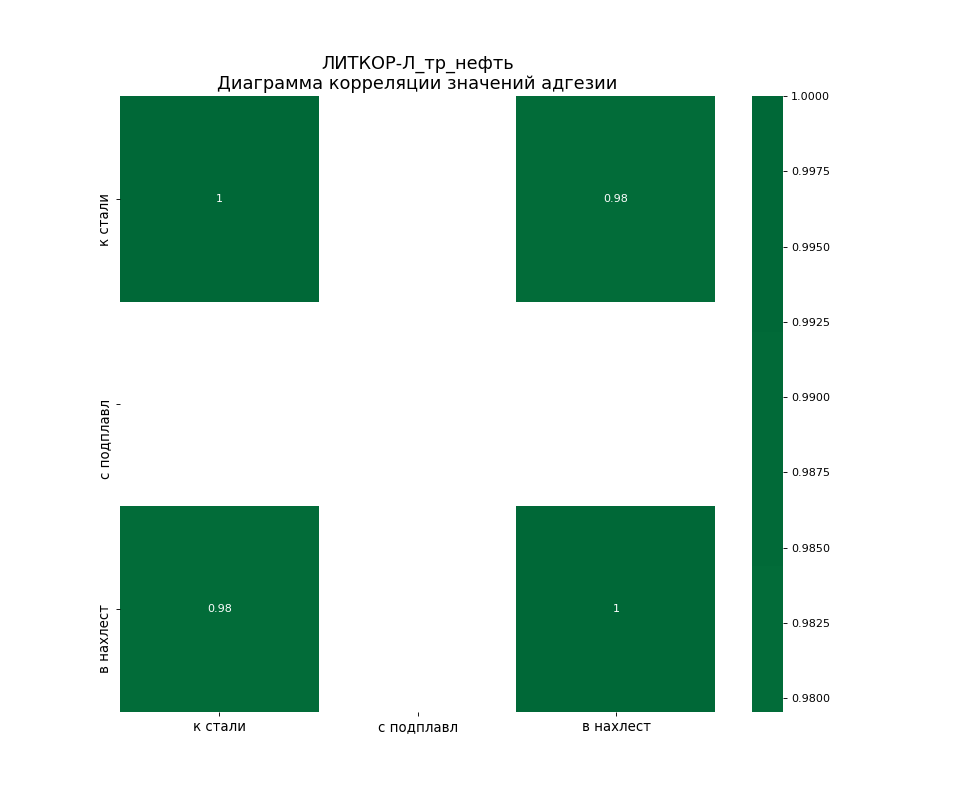 ЛИТКОР-Л_тр_нефть
Диаграмма корреляции значений адгезии
1.0000
0.9975
0.9950
0.9925
0.9900
0.9875
0.9850
0.9825
0.9800
к стали
1
0.98
с подплавл
в нахлест
0.98
1
к стали
с подплавл
в нахлест